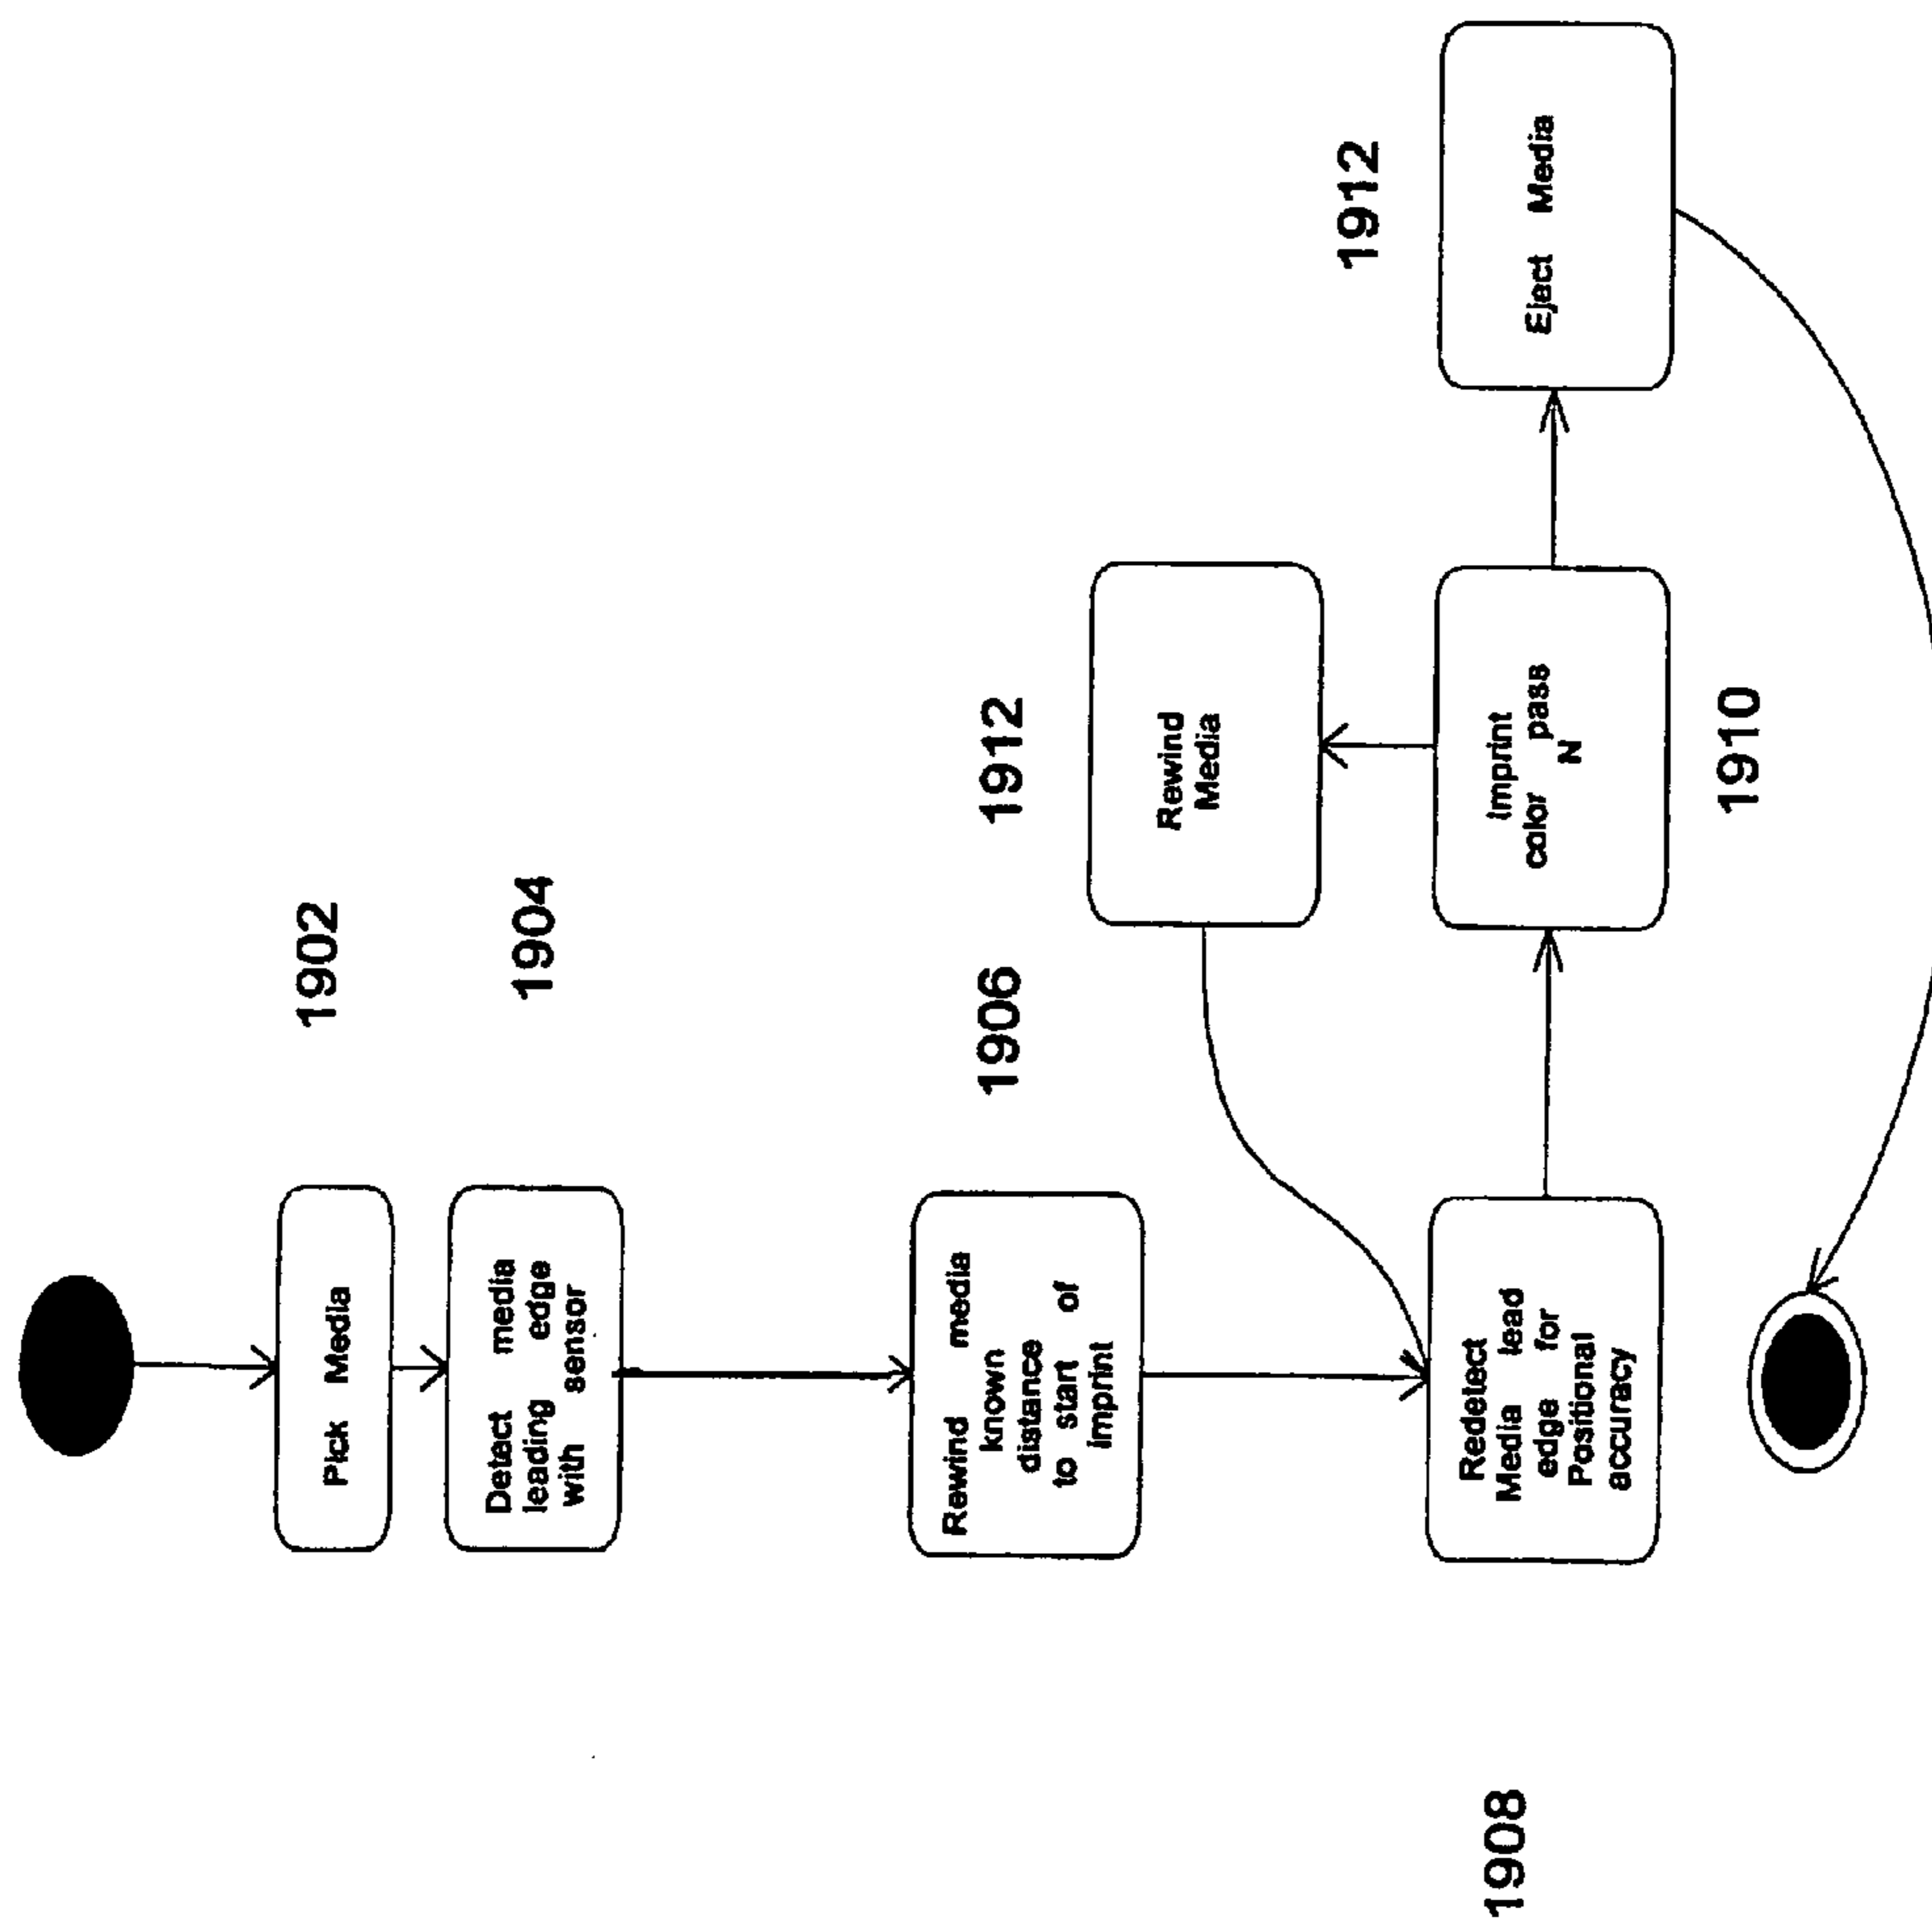 1902
Pick Media
1904
Detect media
leading edge
with sensor
1906
Rewind media
known
distance
to start of
imprint
1908
Redetect
Media lead
edge for
Positional
accuracy
1912
Rewind
Media
Imprint
color pass
N
1910
1912
Eject Media